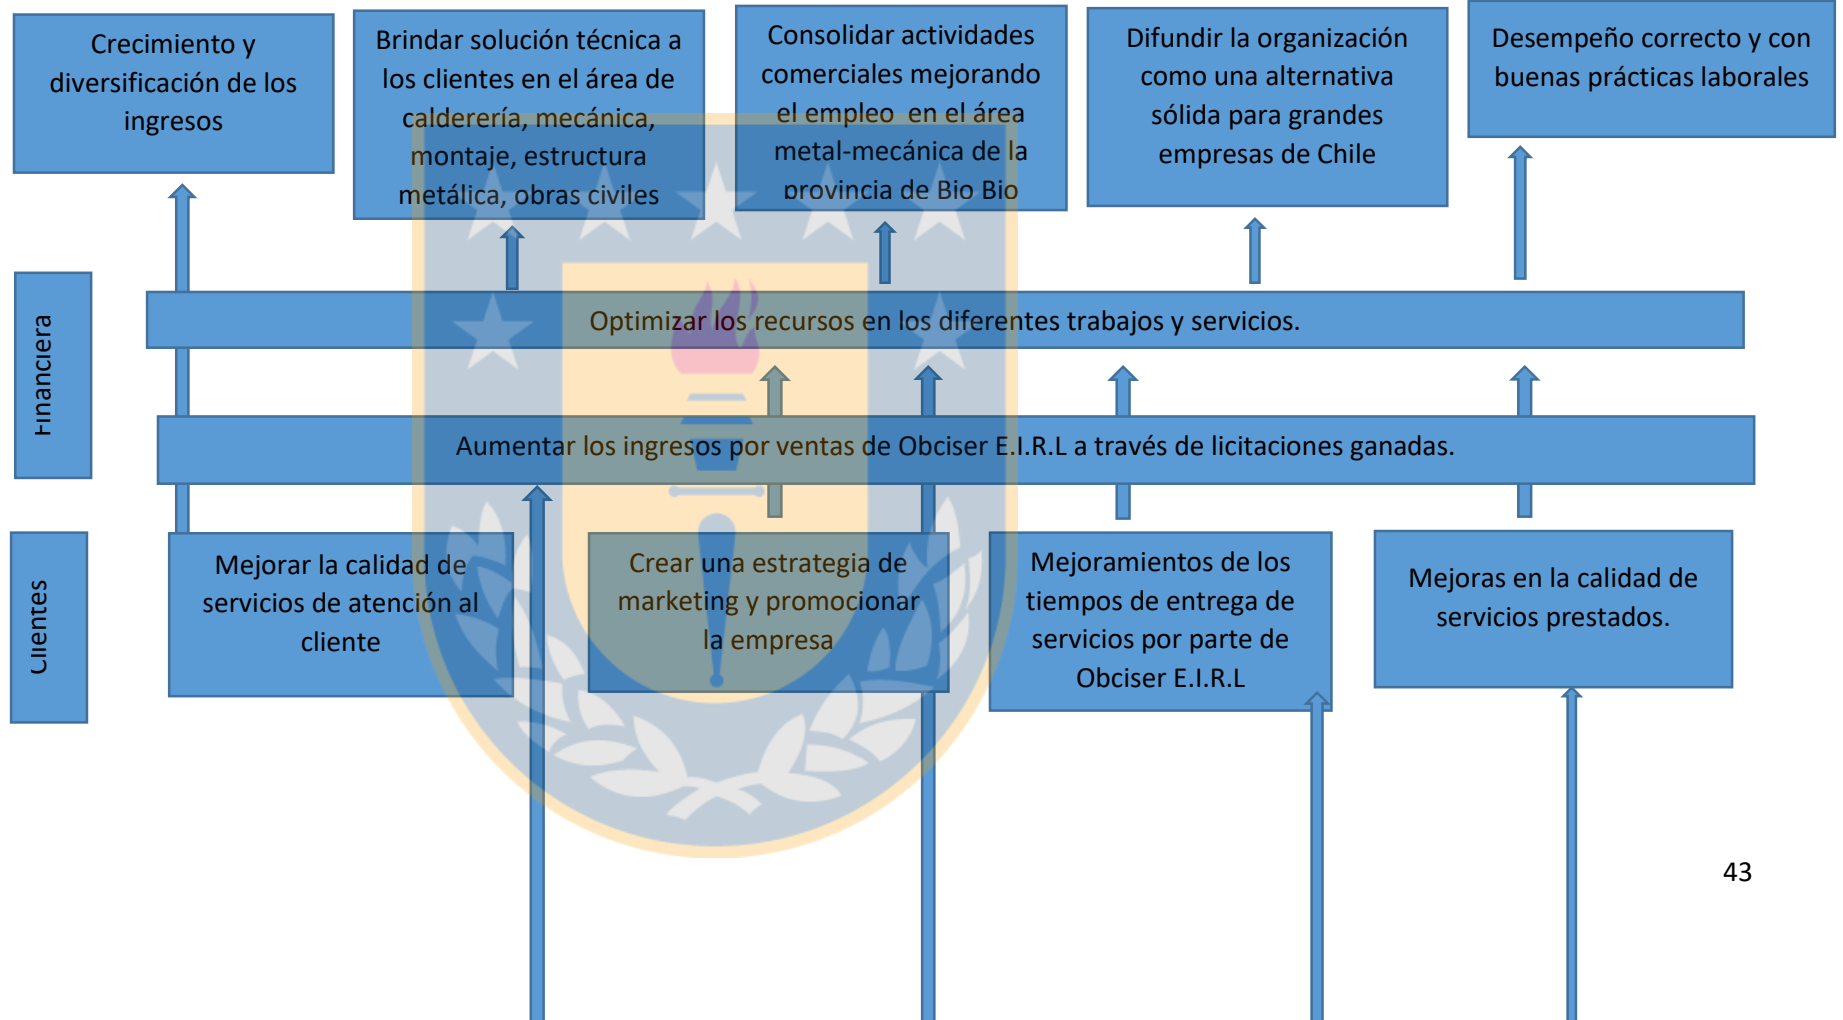 Crecimiento y
diversificación de los
ingresos
Brindar solución técnica a
los clientes en el área de
calderería, mecánica,
montaje, estructura
metálica, obras civiles
Consolidar actividades
comerciales mejorando
el empleo en el área
metal-mecánica de la
provincia de Bio Bio
Difundir la organización
como una alternativa
sólida para grandes
empresas de Chile
Desempeño correcto y con
buenas prácticas laborales
Financiera
Optimizar los recursos en los diferentes trabajos y servicios.
Aumentar los ingresos por ventas de Obciser E.I.R.L a través de licitaciones ganadas.
Clientes
Mejorar la calidad de
servicios de atención al
cliente
Crear una estrategia de
marketing y promocionar
la empresa
Mejoramientos de los
tiempos de entrega de
servicios por parte de
Obciser E.I.R.L
Mejoras en la calidad de
servicios prestados.
43